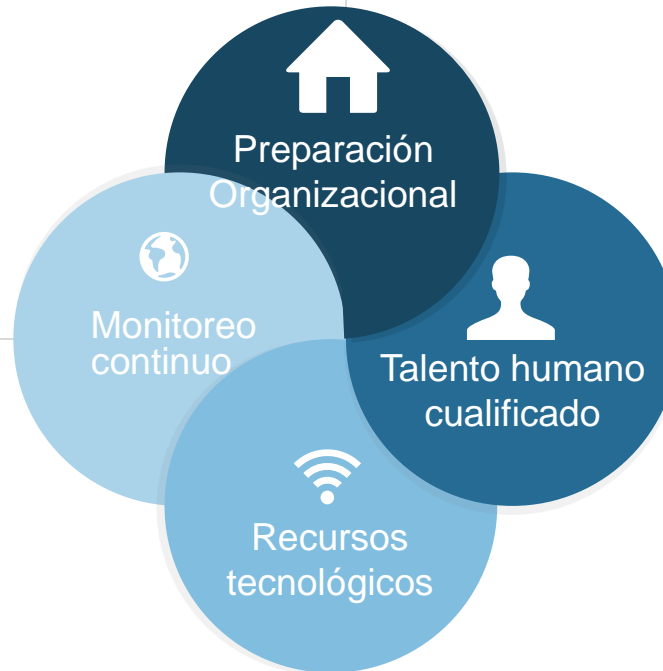 Preparación
Organizacional
Monitoreo
continuo
Talento humano
cualificado
Recursos
tecnológicos